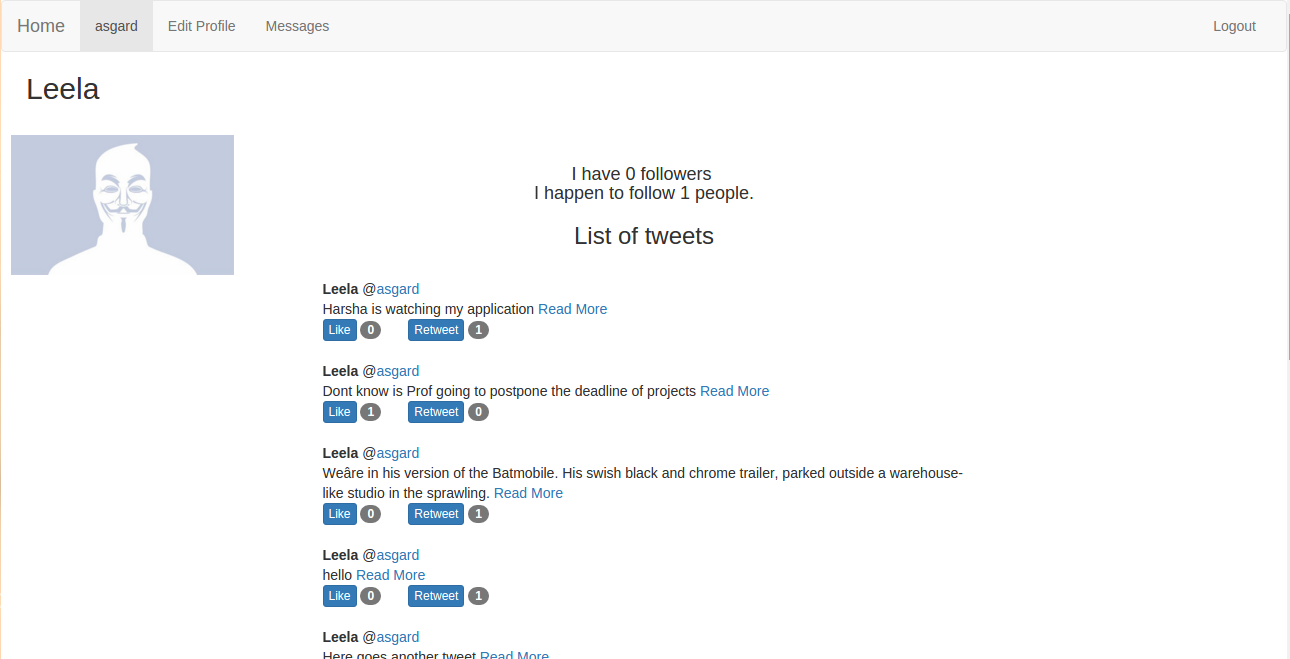 Home asgard Edit Profile Messages Logout
Leela
I have 0 followers
I happen to follow 1 people.
List of tweets
Leela @asgard
Harsha is watching my application Read More
Like 0 Retweet 1
Leela @asgard
Dont know is Prof going to postpone the deadline of projects Read More
Like 1 Retweet 0
Leela @asgard
Weâre in his version of the Batmobile. His swish black and chrome trailer, parked outside a warehouse-
like studio in the sprawling. Read More
Like 0 Retweet 1
Leela @asgard
hello Read More
Like 0 Retweet 1
Leela @asgard
Here goes another tweet Read More